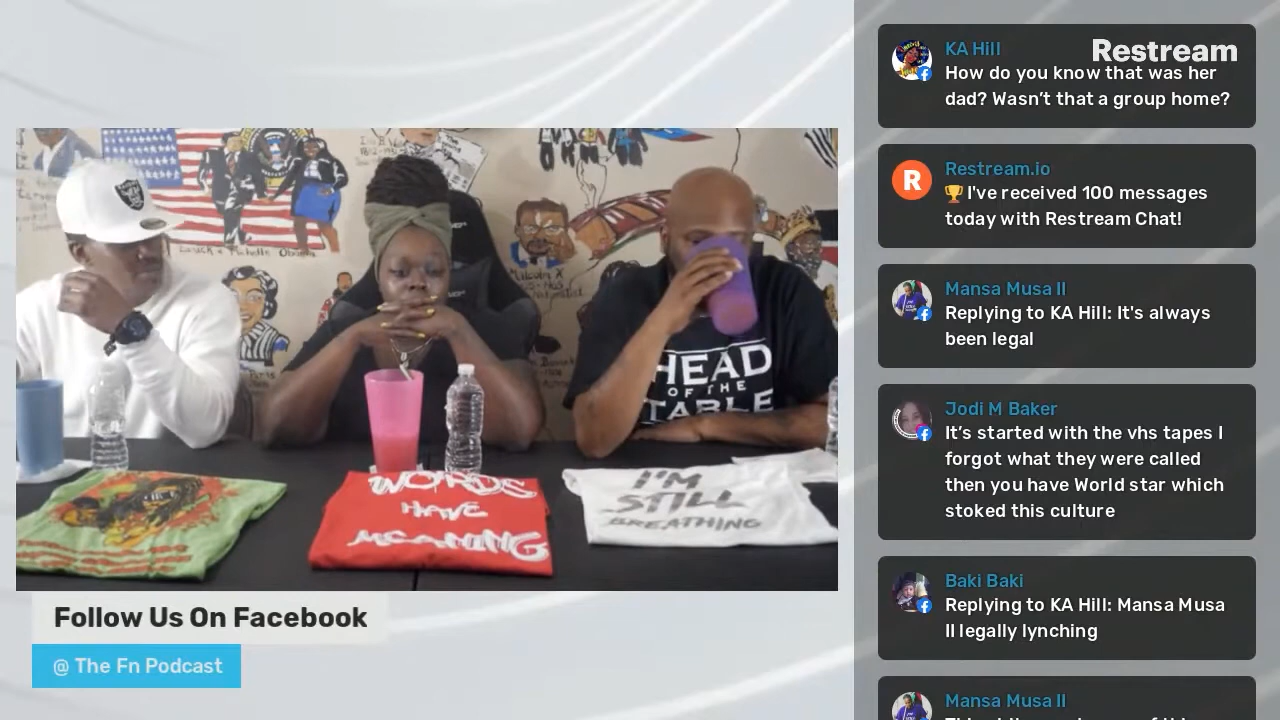 KA Hill
Restream
How do you know that was her
dad? Wasn't that a group home?
Restream.io
🏆 I've received 100 messages
today with Restream Chat!
Mansa Musa II
Replying to KA Hill: It's always
been legal
Jodi M Baker
It's started with the vhs tapes I
forgot what they were called
then you have World star which
stoked this culture
Baki Baki
Replying to KA Hill: Mansa Musa
II legally lynching
Mansa Musa II
Malcolm X
HEAD
OF THE
TABLE
WORDS
HAVE
MEANING
I'M
STILL
BREATHING
Follow Us On Facebook
@ The Fn Podcast